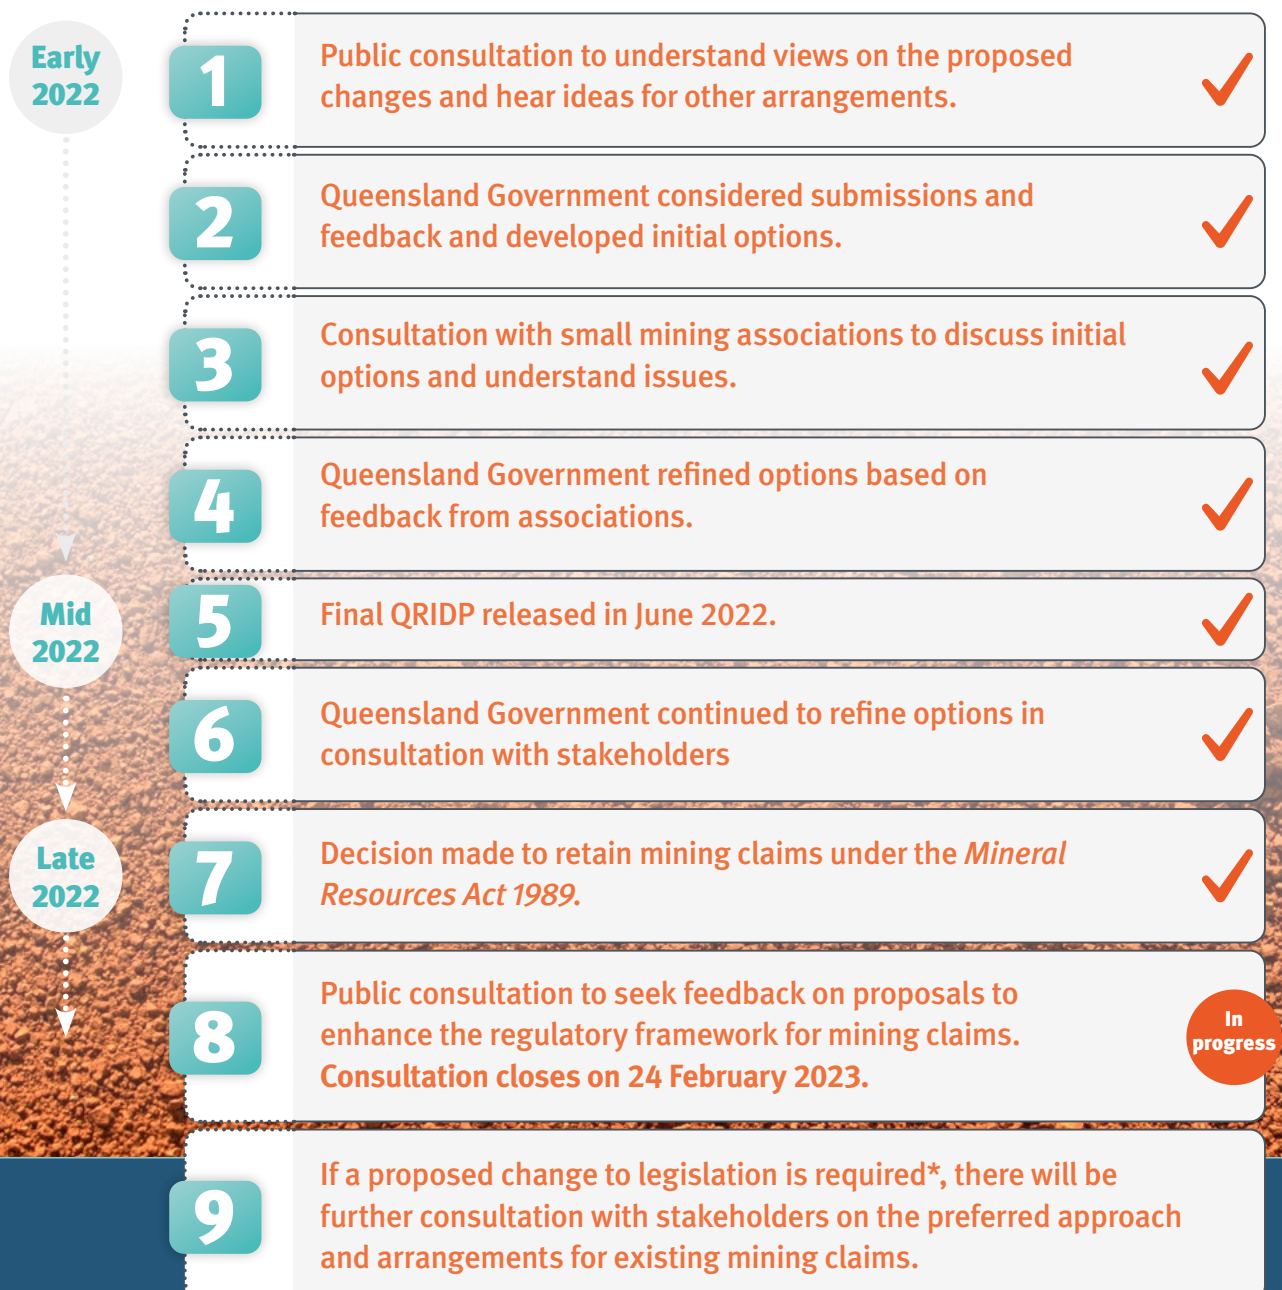 Early
2022
1
Public consultation to understand views on the proposed
changes and hear ideas for other arrangements.
2
Queensland Government considered submissions and
feedback and developed initial options.
3
Consultation with small mining associations to discuss initial
options and understand issues.
4
Queensland Government refined options based on
feedback from associations.
Mid
2022
5
Final QRIDP released in June 2022.
6
Queensland Government continued to refine options in
consultation with stakeholders
Late
2022
7
Decision made to retain mining claims under the Mineral
Resources Act 1989.
8
Public consultation to seek feedback on proposals to
enhance the regulatory framework for mining claims.
Consultation closes on 24 February 2023.
In
progress
9
If a proposed change to legislation is required*, there will be
further consultation with stakeholders on the preferred approach
and arrangements for existing mining claims.